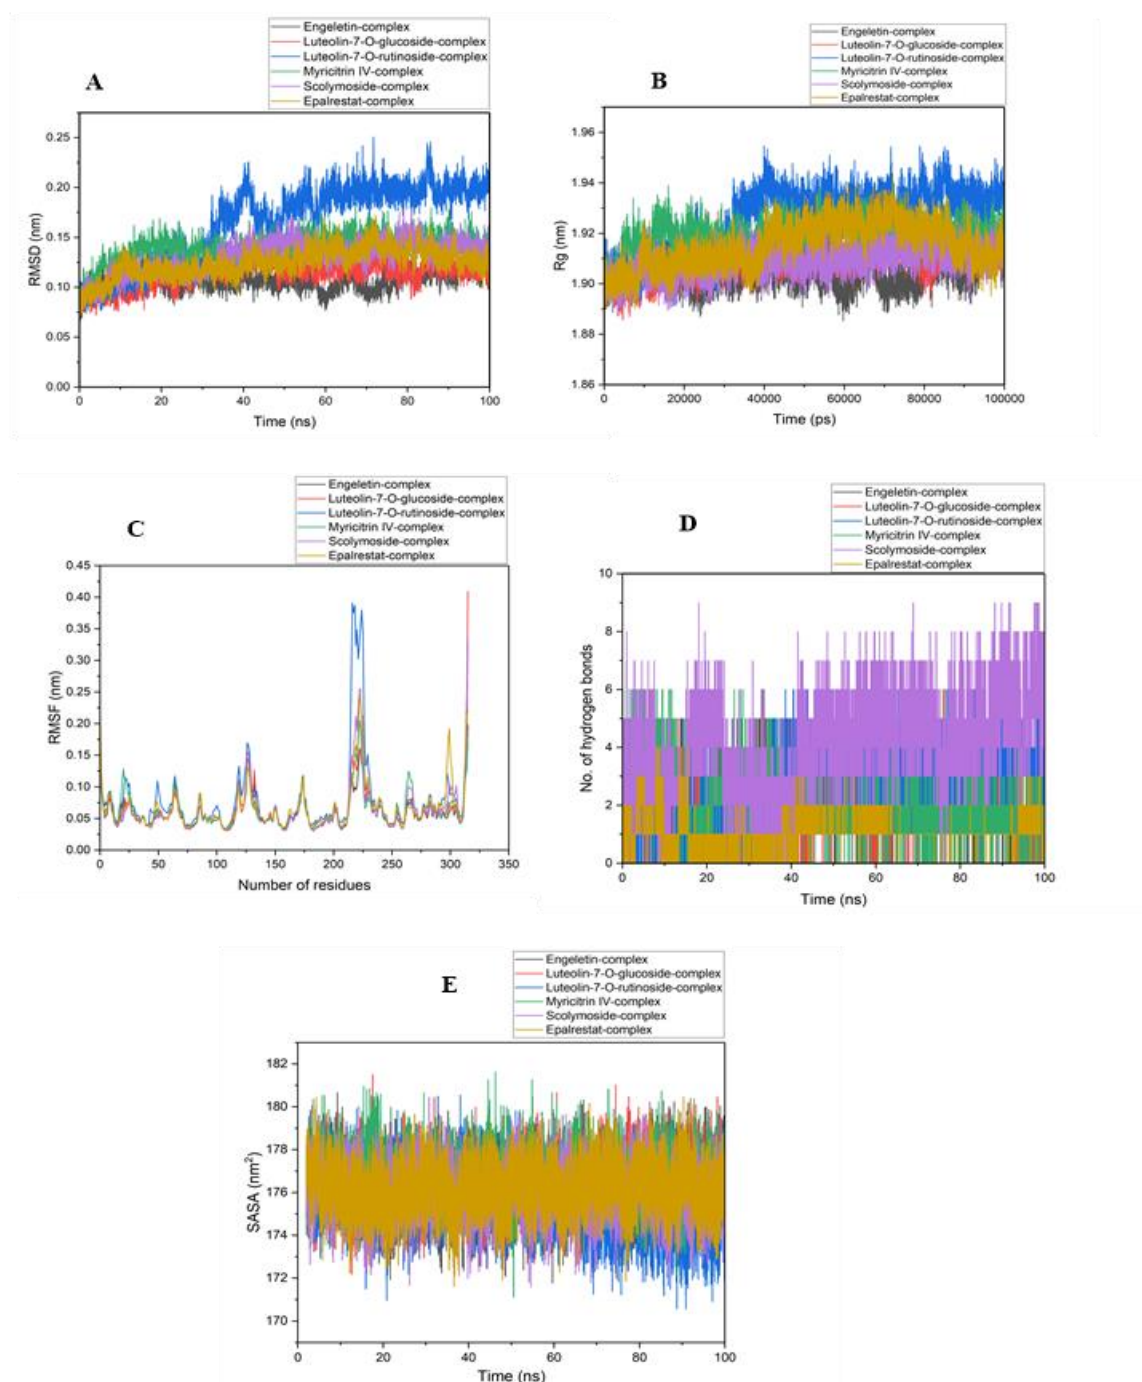 A
Engeletin-complex
Luteolin-7-O-glucoside-complex
Luteolin-7-O-rutinoside-complex
Myricitrin IV-complex
Scolymoside-complex
Epalrestat-complex
RMSD (nm)
0.25
0.20
0.15
0.10
0.05
0.00
0
20
40
60
80
100
Time (ns)
B
Engeletin-complex
Luteolin-7-O-glucoside-complex
Luteolin-7-O-rutinoside-complex
Myricitrin IV-complex
Scolymoside-complex
Epalrestat-complex
Rg (nm)
1.96
1.94
1.92
1.90
1.88
1.86
0
20000
40000
60000
80000
100000
Time (ps)
C
Engeletin-complex
Luteolin-7-O-glucoside-complex
Luteolin-7-O-rutinoside-complex
Myricitrin IV-complex
Scolymoside-complex
Epalrestat-complex
RMSF (nm)
0.45
0.40
0.35
0.30
0.25
0.20
0.15
0.10
0.05
0.00
0
50
100
150
200
250
300
350
Number of residues
D
Engeletin-complex
Luteolin-7-O-glucoside-complex
Luteolin-7-O-rutinoside-complex
Myricitrin IV-complex
Scolymoside-complex
Epalrestat-complex
No. of hydrogen bonds
10
8
6
4
2
0
0
20
40
60
80
100
Time (ns)
E
Engeletin-complex
Luteolin-7-O-glucoside-complex
Luteolin-7-O-rutinoside-complex
Myricitrin IV-complex
Scolymoside-complex
Epalrestat-complex
SASA (nm²)
182
180
178
176
174
172
170
0
20
40
60
80
100
Time (ns)